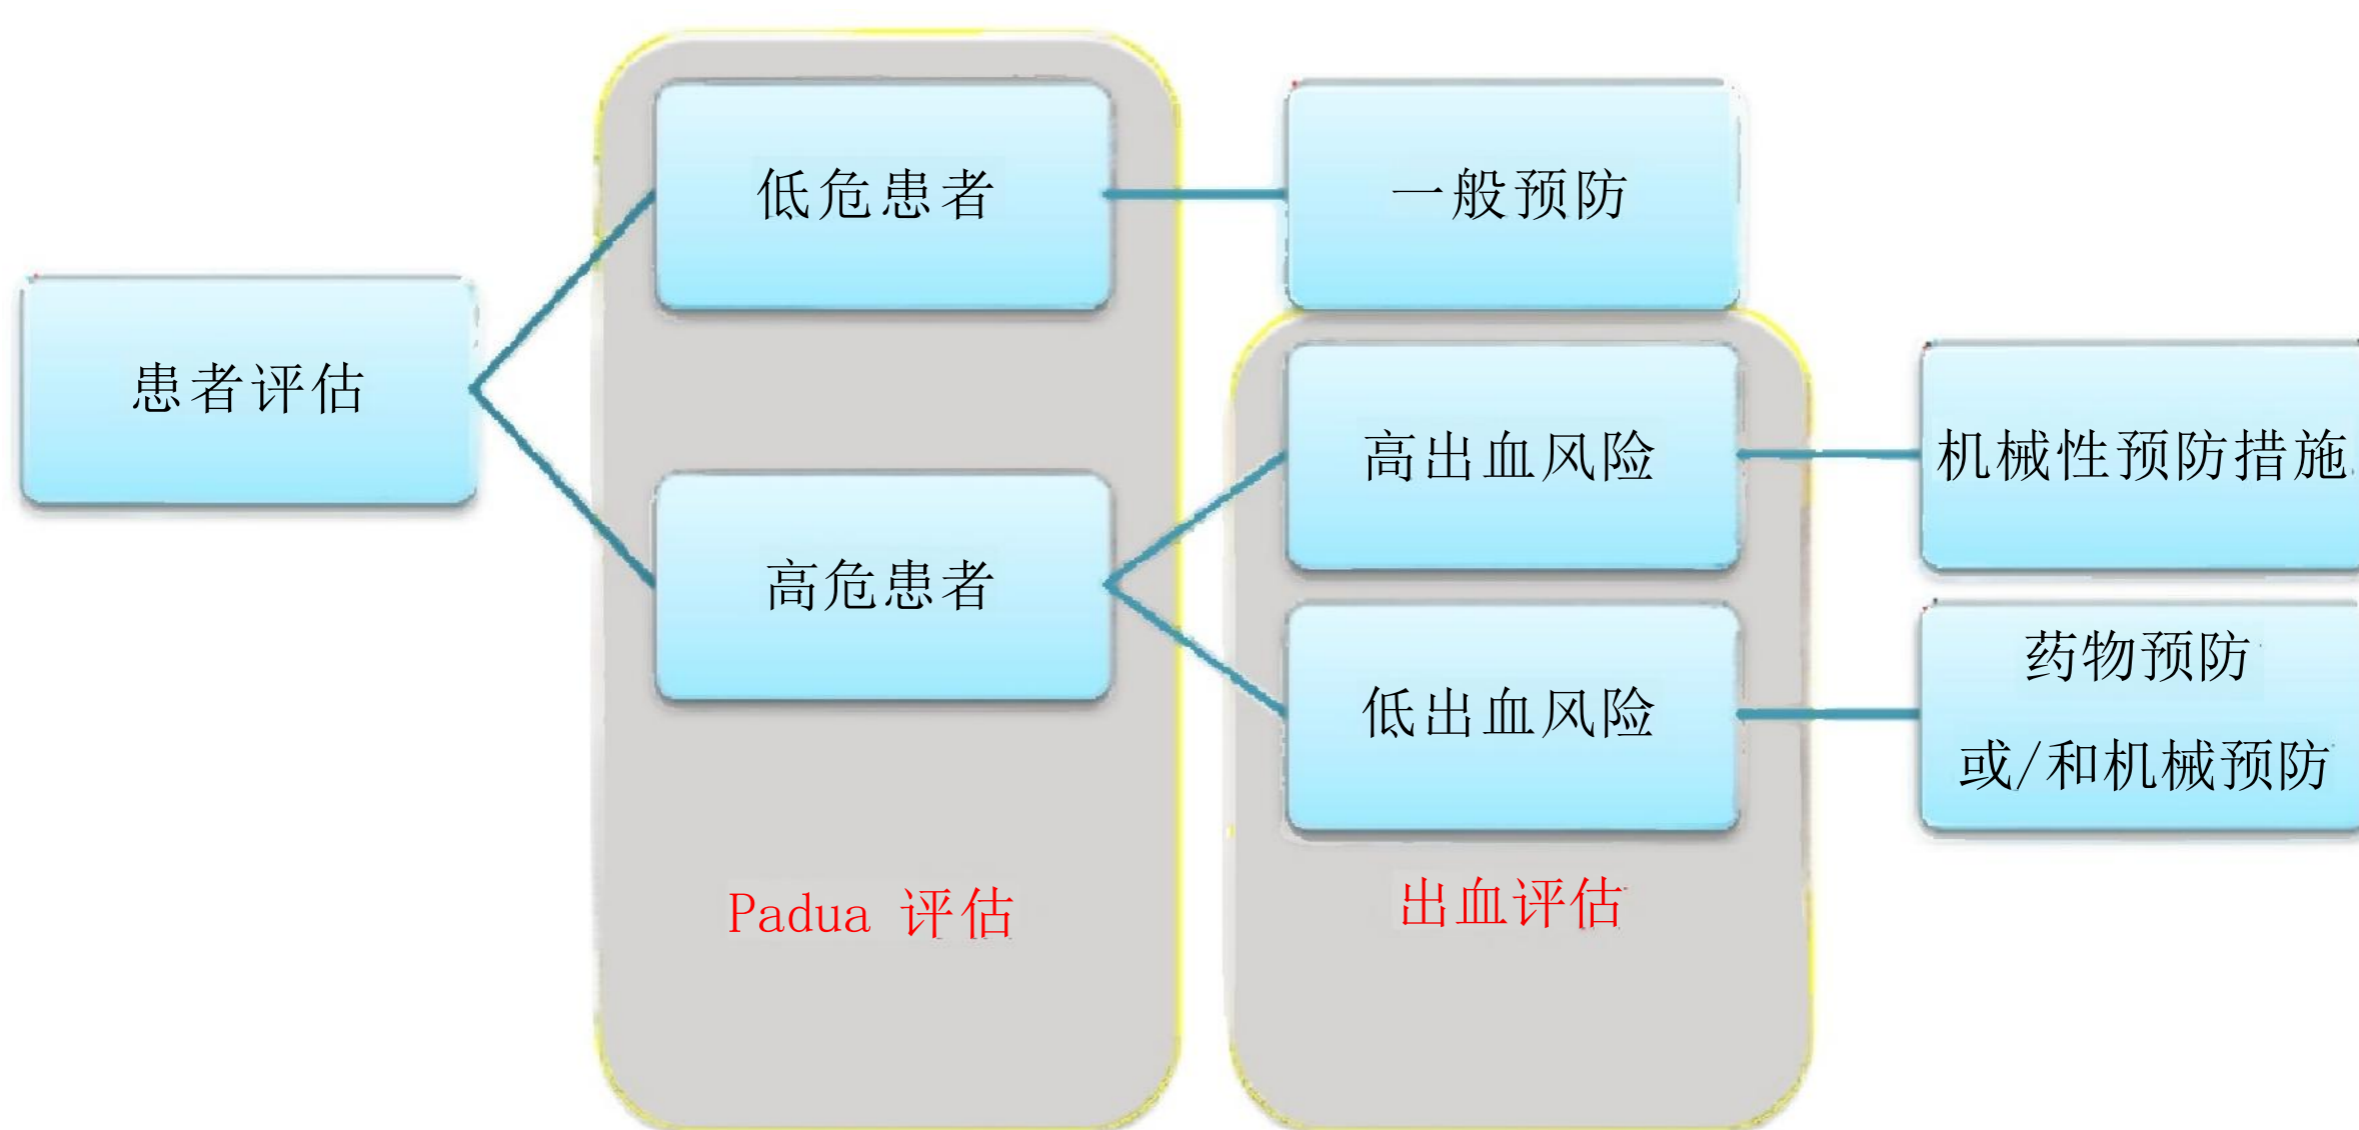 低危患者
一般预防
患者评估
高出血风险
机械性预防措施
高危患者
低出血风险
药物预防
或/和机械预防
Padua 评估
出血评估